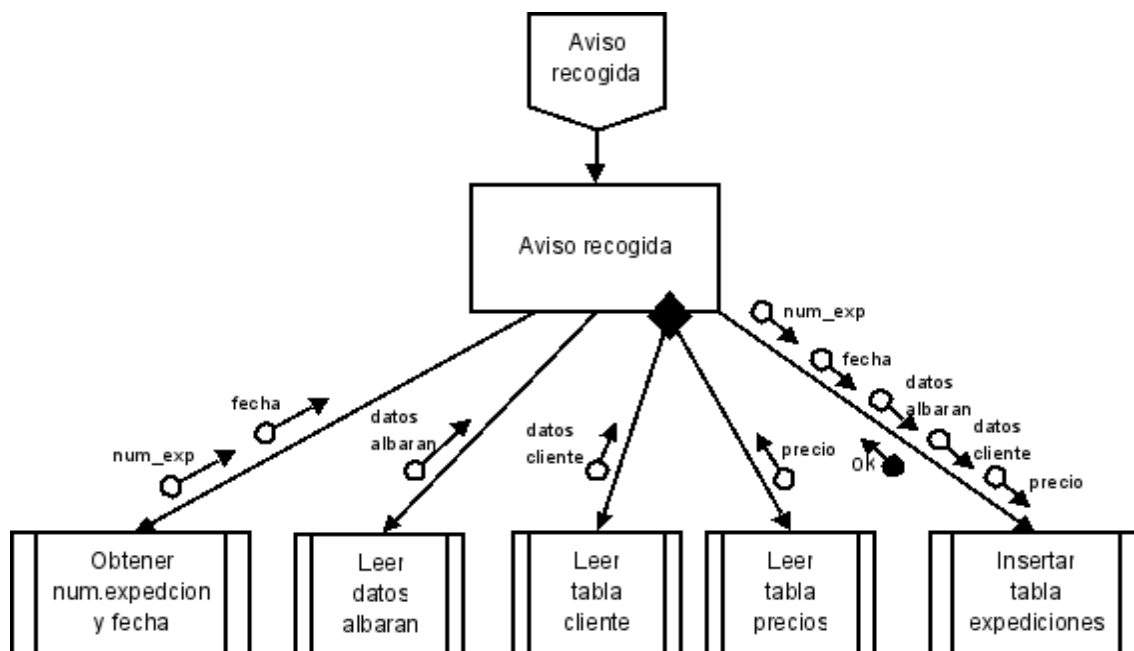 Aviso
recogida
Aviso recogida
num_exp
fecha
datos
albaran
datos
cliente
precio
OK
fecha
num_exp
datos
albaran
datos
cliente
precio
Obtener
num.expedcion
y fecha
Leer
datos
albaran
Leer
tabla
cliente
Leer
tabla
precios
Insertar
tabla
expediciones